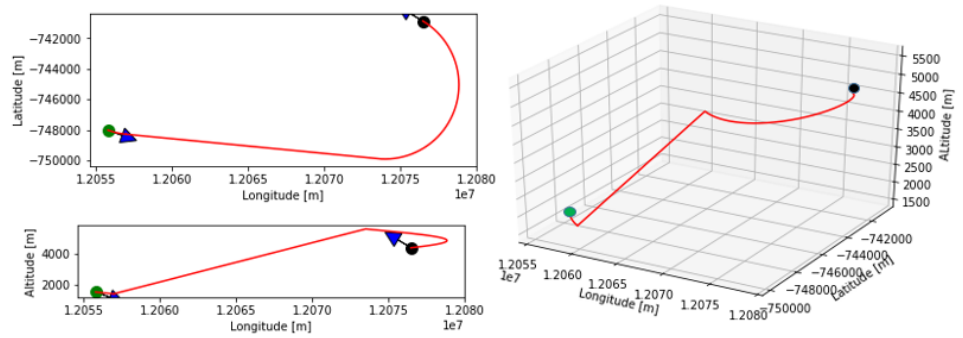 Latitude [m]
−742000
−744000
−746000
−748000
−750000
1.2055 1.2060 1.2065 1.2070 1.2075 1.2080
Longitude [m]
1e7
Altitude [m]
4000
2000
1.2055 1.2060 1.2065 1.2070 1.2075 1.2080
Longitude [m]
1e7
5500
5000
4500
4000
3500
3000
2500
2000
1500
ALtitude [m]
−742000
−744000
−746000
−748000
−750000
Latitude [m]
1.2055
1e7
1.2060
1.2065
1.2070
1.2075
1.2080
Longitude [m]